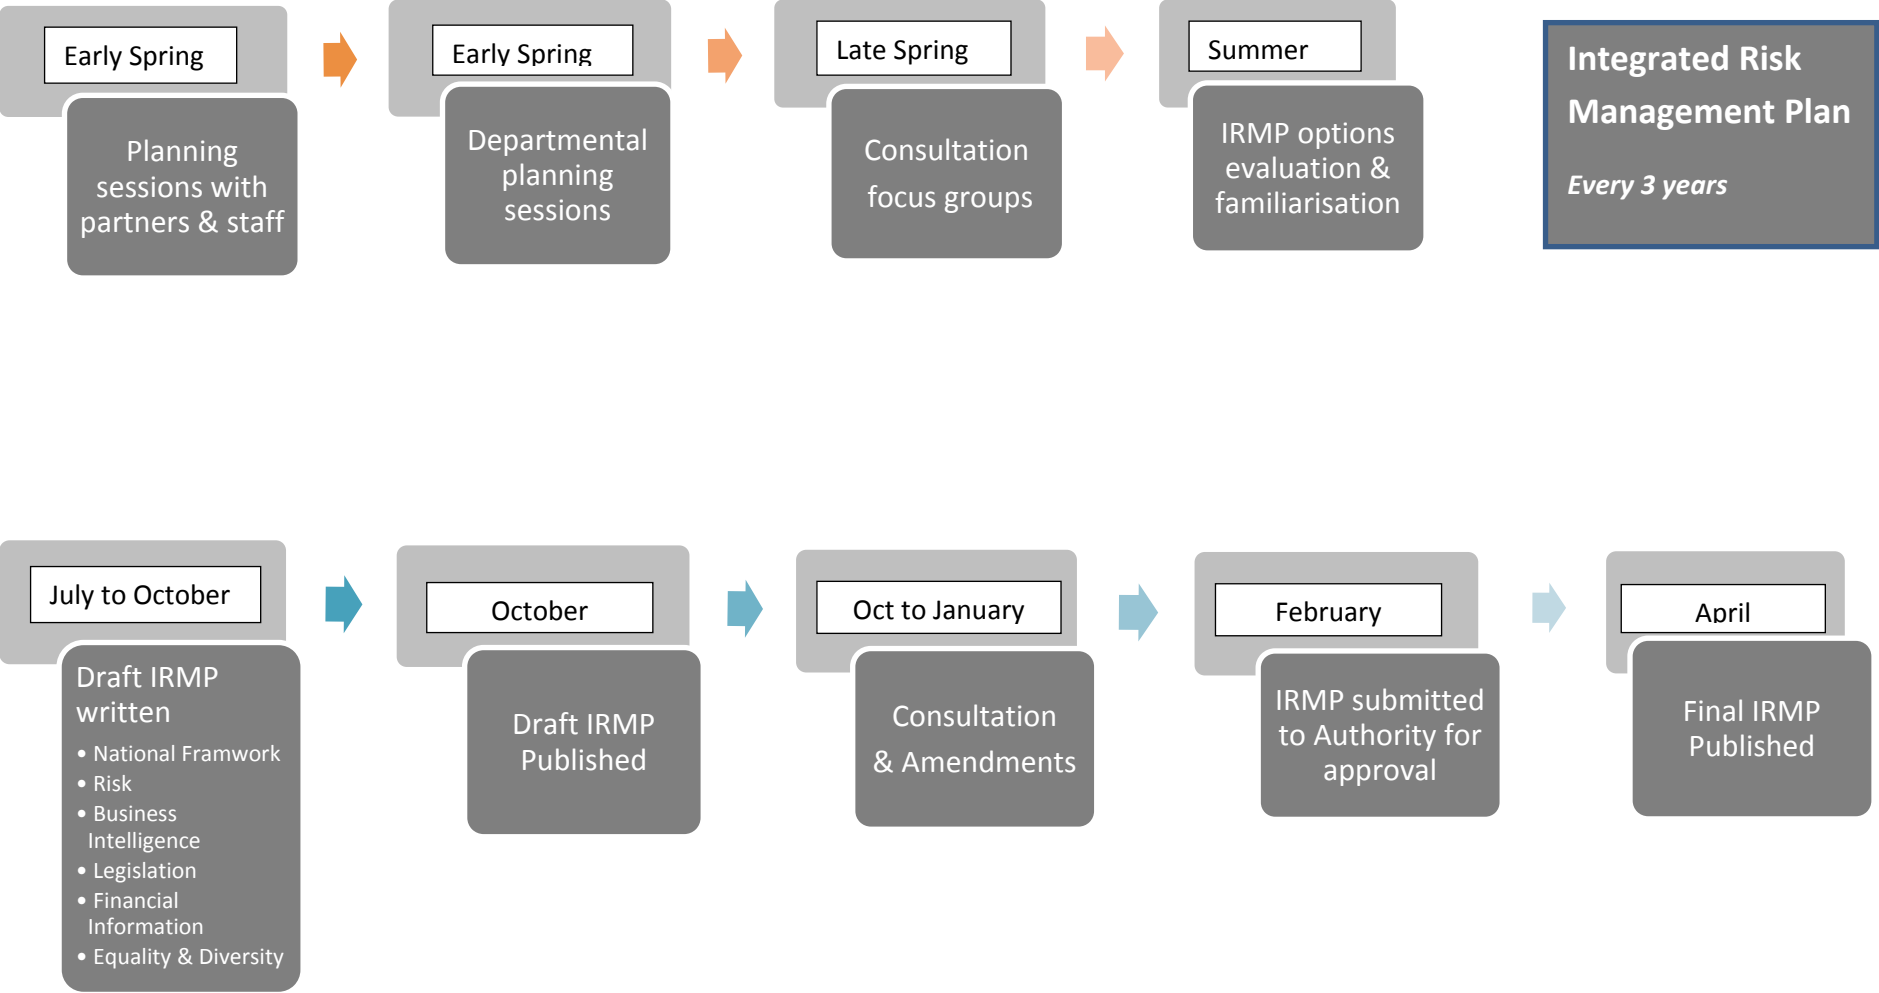 Early Spring
Planning
sessions with
partners & staff
Early Spring
Departmental
planning
sessions
Late Spring
Consultation
focus groups
Summer
IRMP options
evaluation &
familiarisation
Integrated Risk
Management Plan
Every 3 years
July to October
Draft IRMP
written
• National Framwork
• Risk
• Business
Intelligence
• Legislation
• Financial
Information
• Equality & Diversity
October
Draft IRMP
Published
Oct to January
Consultation
& Amendments
February
IRMP submitted
to Authority for
approval
April
Final IRMP
Published